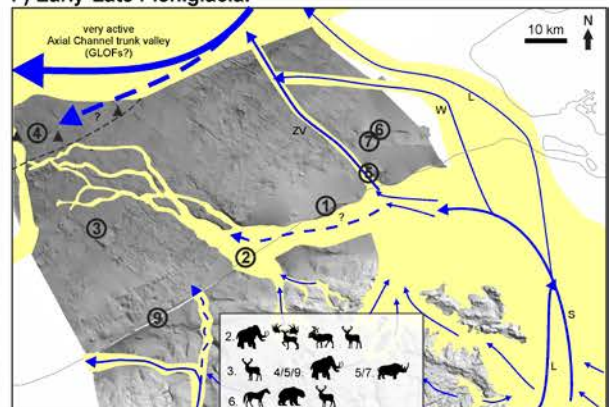 F) Early-Late Pleniglacial
very active
Axial Channel trunk valley
(GLOFs?)
10 km
N
L
W
4
?
ZV
6
7
5
1
?
3
2
9
S
L
2.
3.
4/5/9.
5/7.
6.